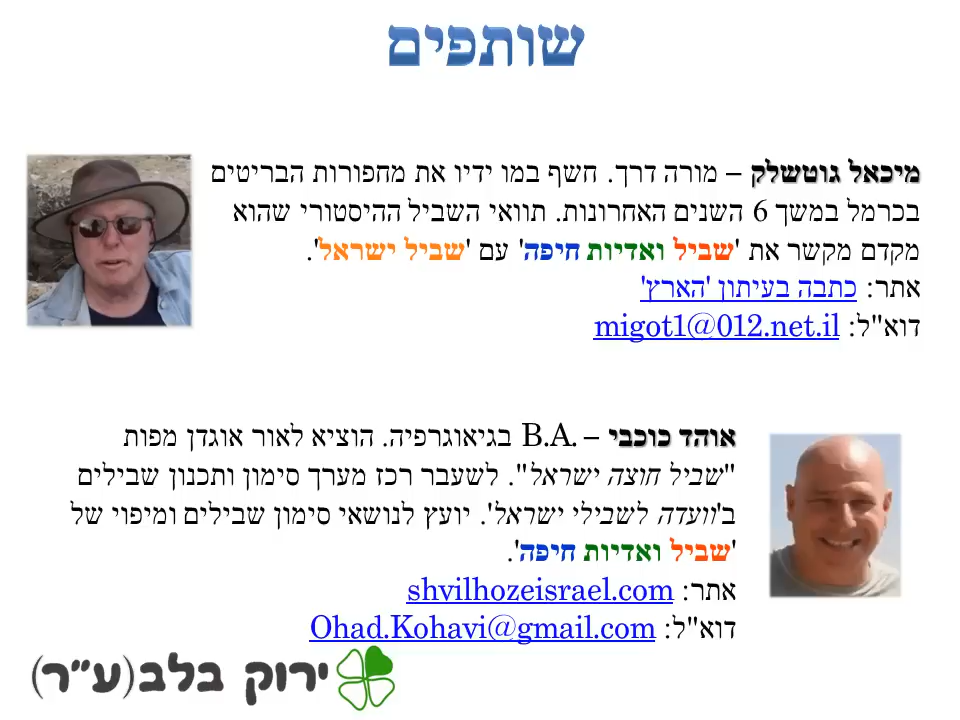 שותפים
מיכאל גוטשלק – מורה דרך. חשף במו ידיו את מחפורות הבריטים
בכרמל במשך 6 השנים האחרונות. תוואי השביל ההיסטורי שהוא
מקדם מקשר את 'שביל ואדיות חיפה' עם 'שביל ישראל'.
אתר: כתבה בעיתון 'הארץ'
דוא"ל: migot1@012.net.il
אוהד כוכבי – B.A. בגיאוגרפיה. הוציא לאור אוגדן מפות
"שביל חוצה ישראל". לשעבר רכז מערך סימון ותכנון שבילים
ב'וועדה לשבילי ישראל'. יועץ לנושאי סימון שבילים ומיפוי של
'שביל ואדיות חיפה'.
אתר: shvilhozeisrael.com
דוא"ל: Ohad.Kohavi@gmail.com
ירוק בלב(ע"ר)